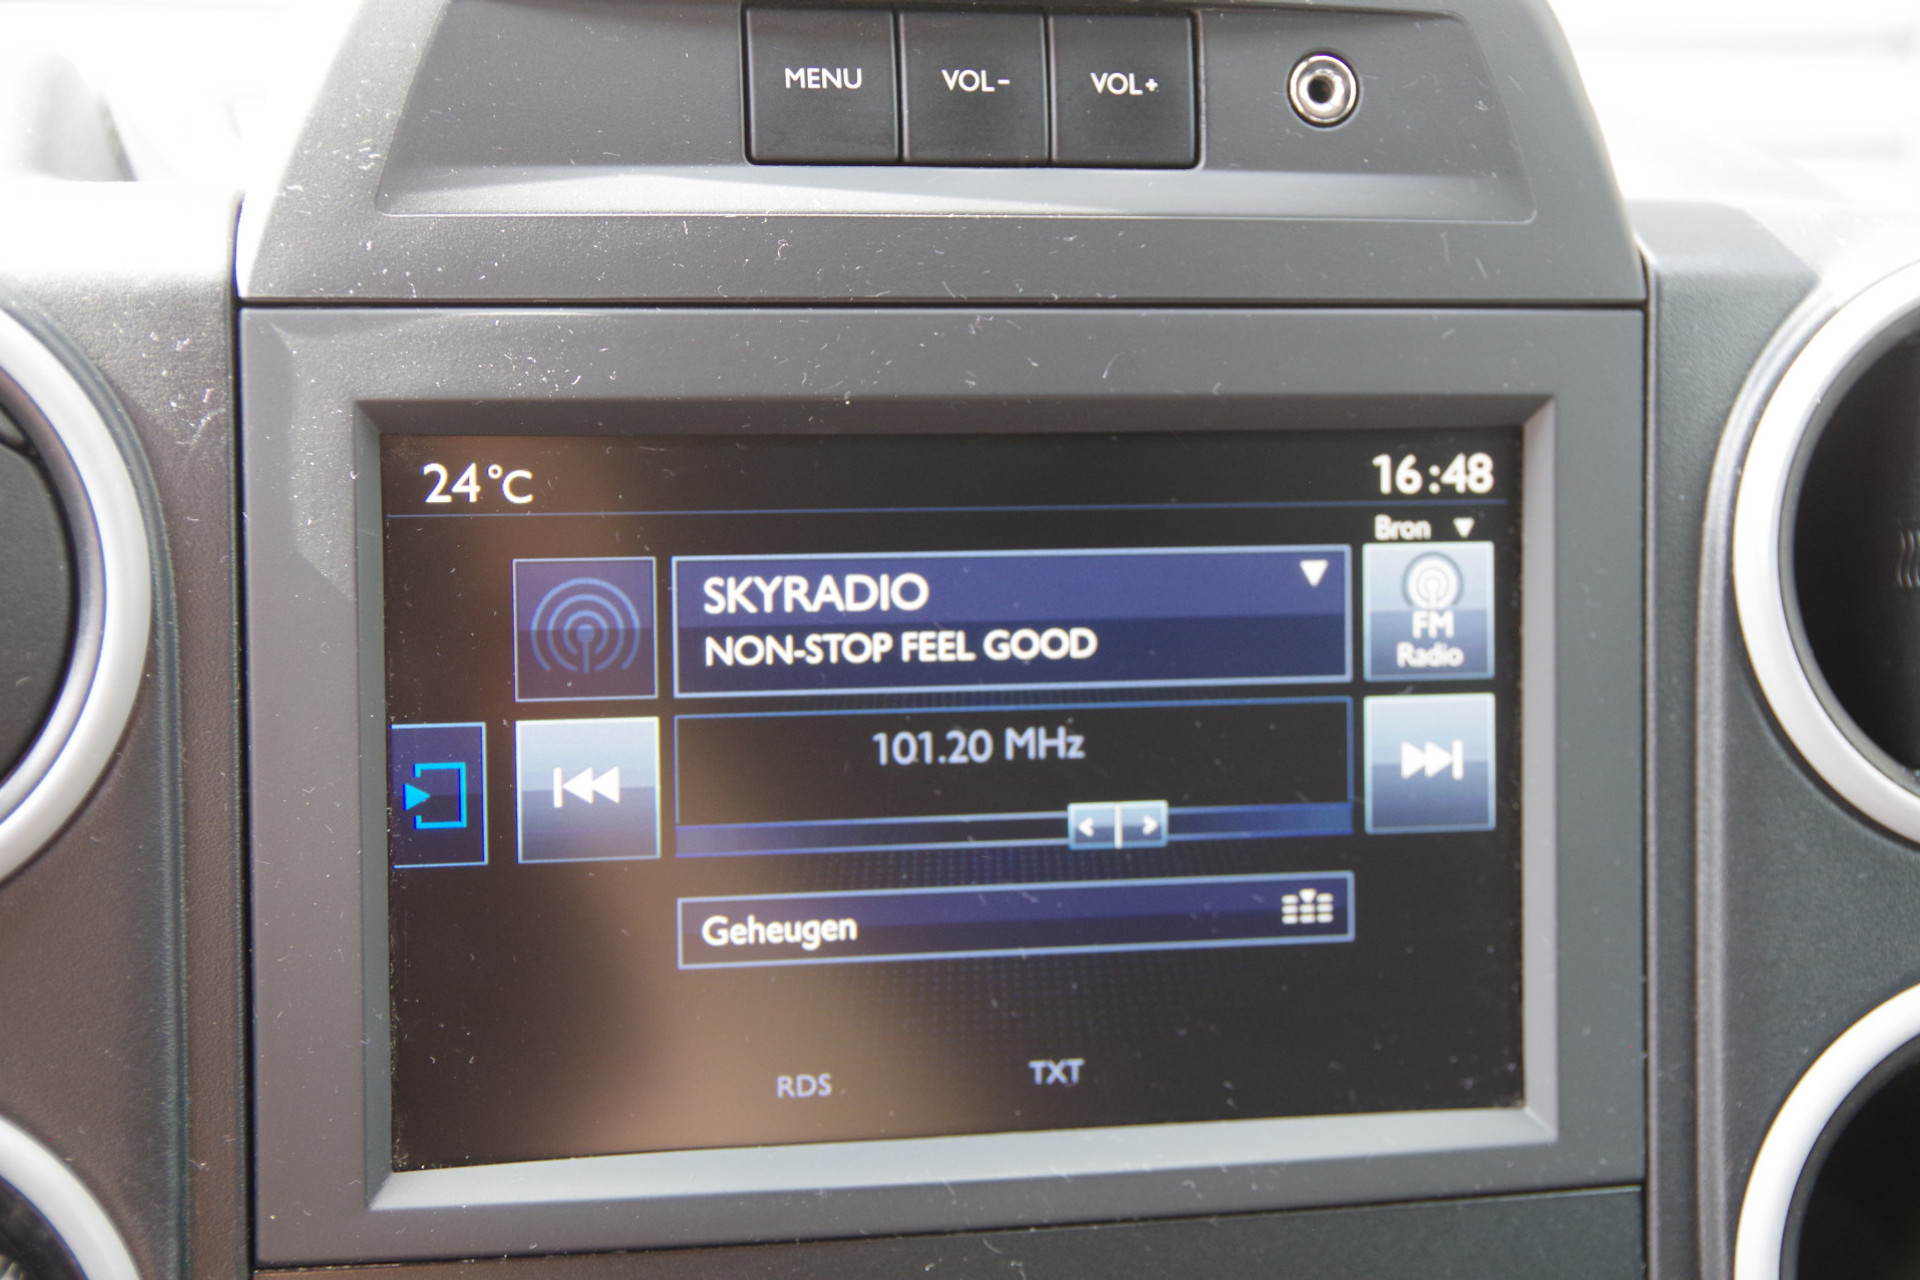 MENU VOL- VOL+
24°C 16:48
Bron
SKYRADIO
NON-STOP FEEL GOOD
FM
Radio
101.20 MHz
Geheugen
RDS TXT